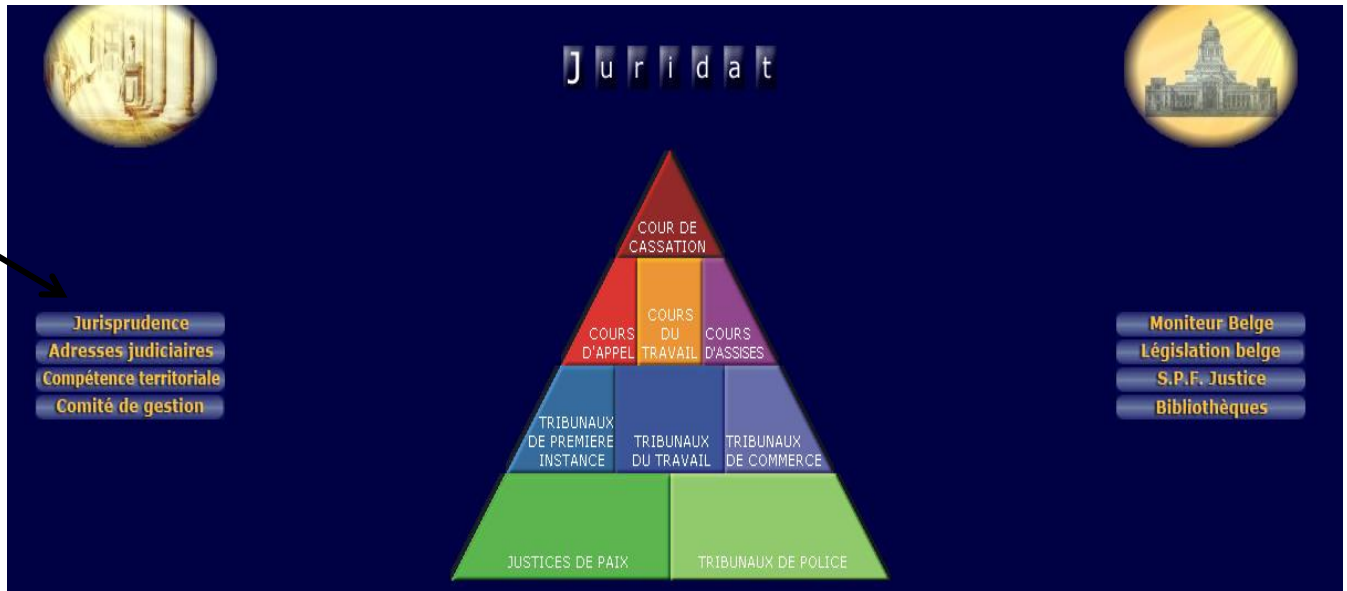 Juridat
COUR DE
CASSATION
COURS
D'APPEL
COURS
DU
TRAVAIL
COURS
D'ASSISES
TRIBUNAUX
DE PREMIERE
INSTANCE
TRIBUNAUX
DU TRAVAIL
TRIBUNAUX
DE COMMERCE
JUSTICES DE PAIX
TRIBUNAUX DE POLICE
Jurisprudence
Adresses judiciaires
Compétence territoriale
Comité de gestion
Moniteur Belge
Législation belge
S.P.F. Justice
Bibliothèques